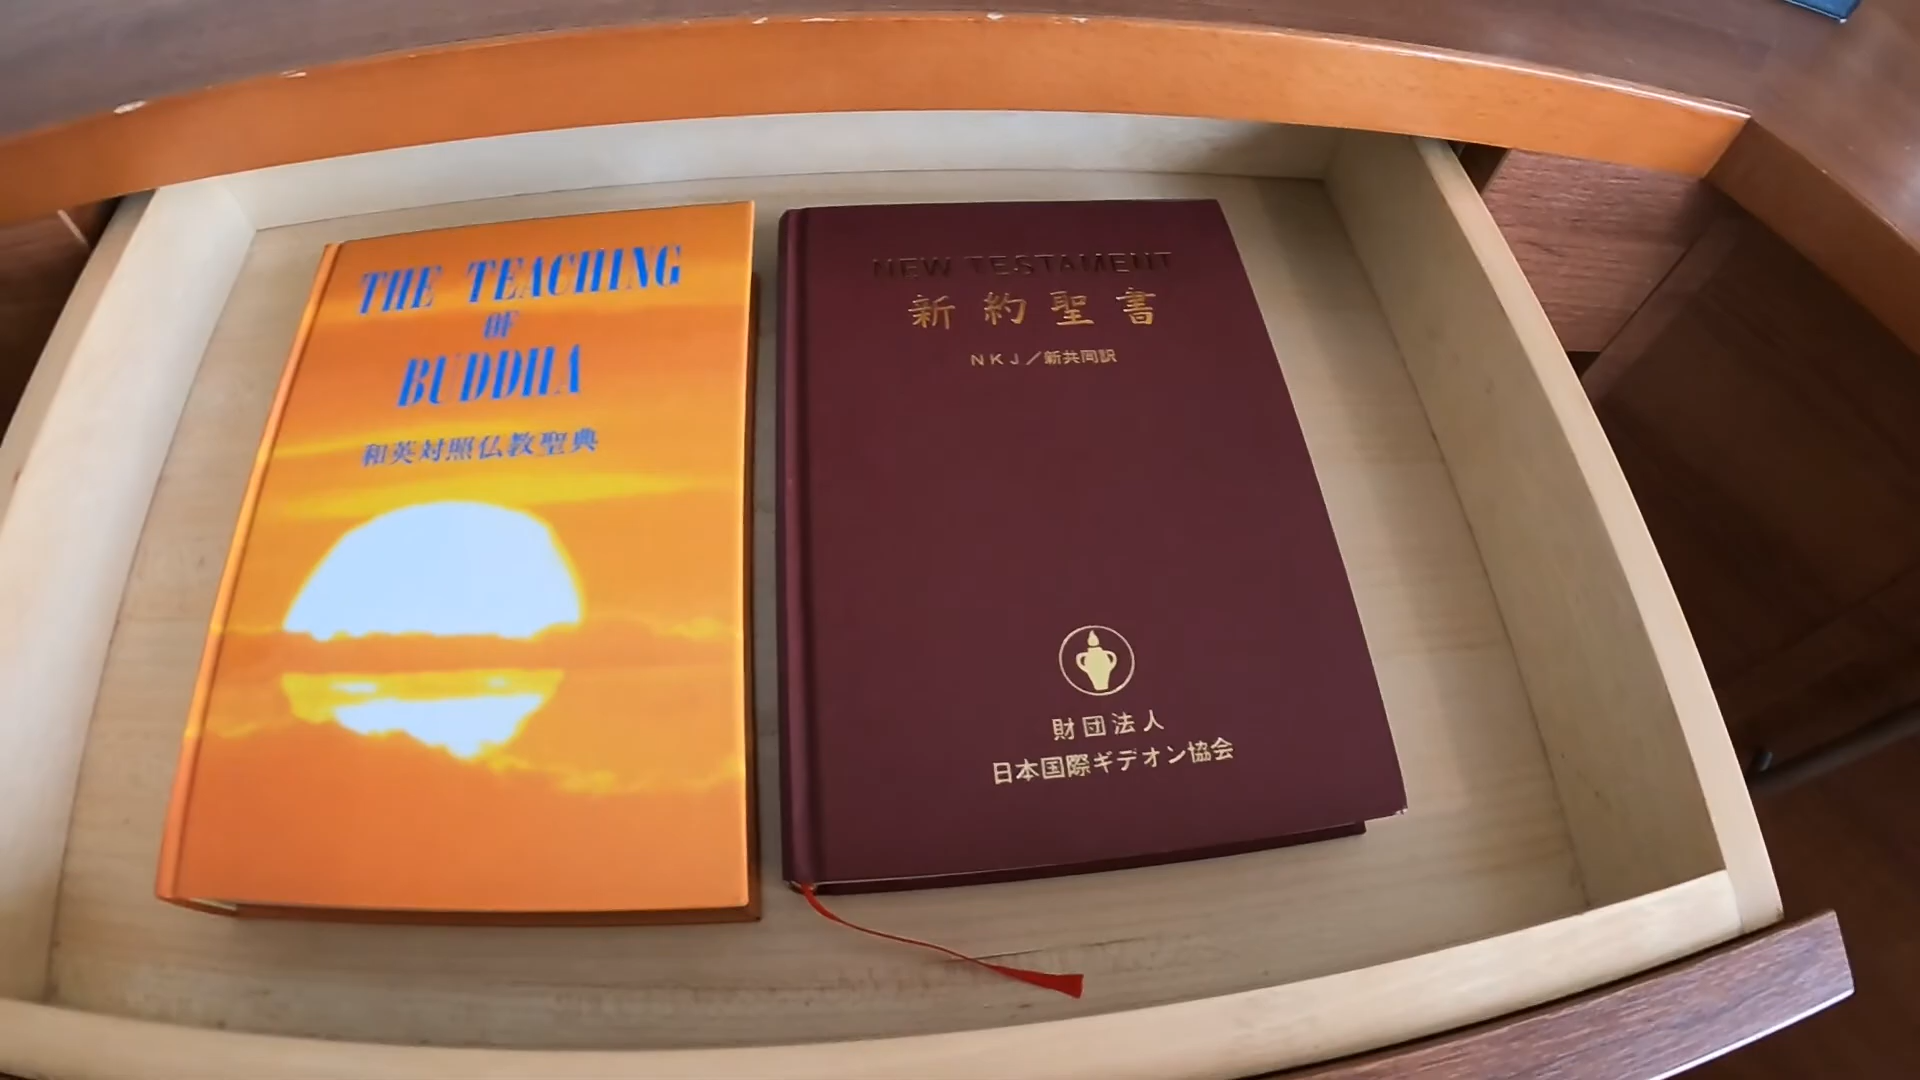 THE TEACHING
OF
BUDDHA
和英対照仏教聖典
NEW TESTAMENT
新約聖書
NKJ/新共同訳
財団法人
日本国際ギデオン協会